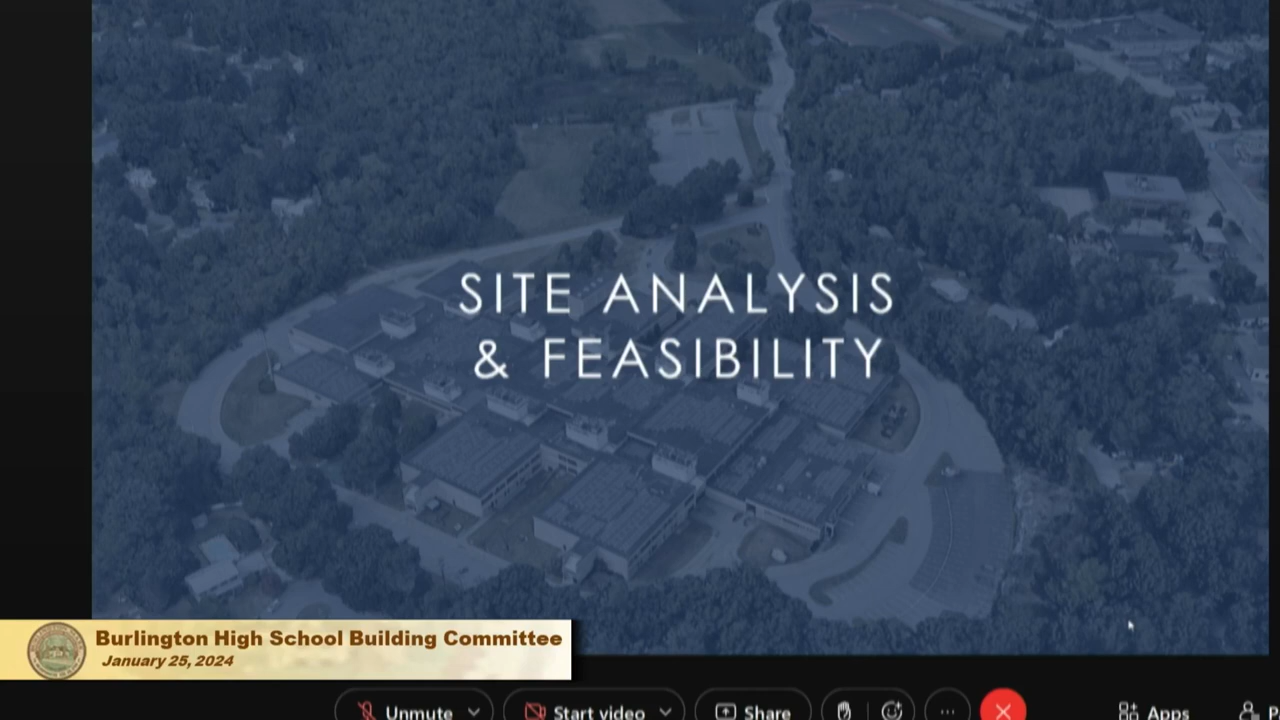 SITE ANALYSIS
& FEASIBILITY
Burlington High School Building Committee
January 25, 2024
Unmute
Start video
Share
Apps
P